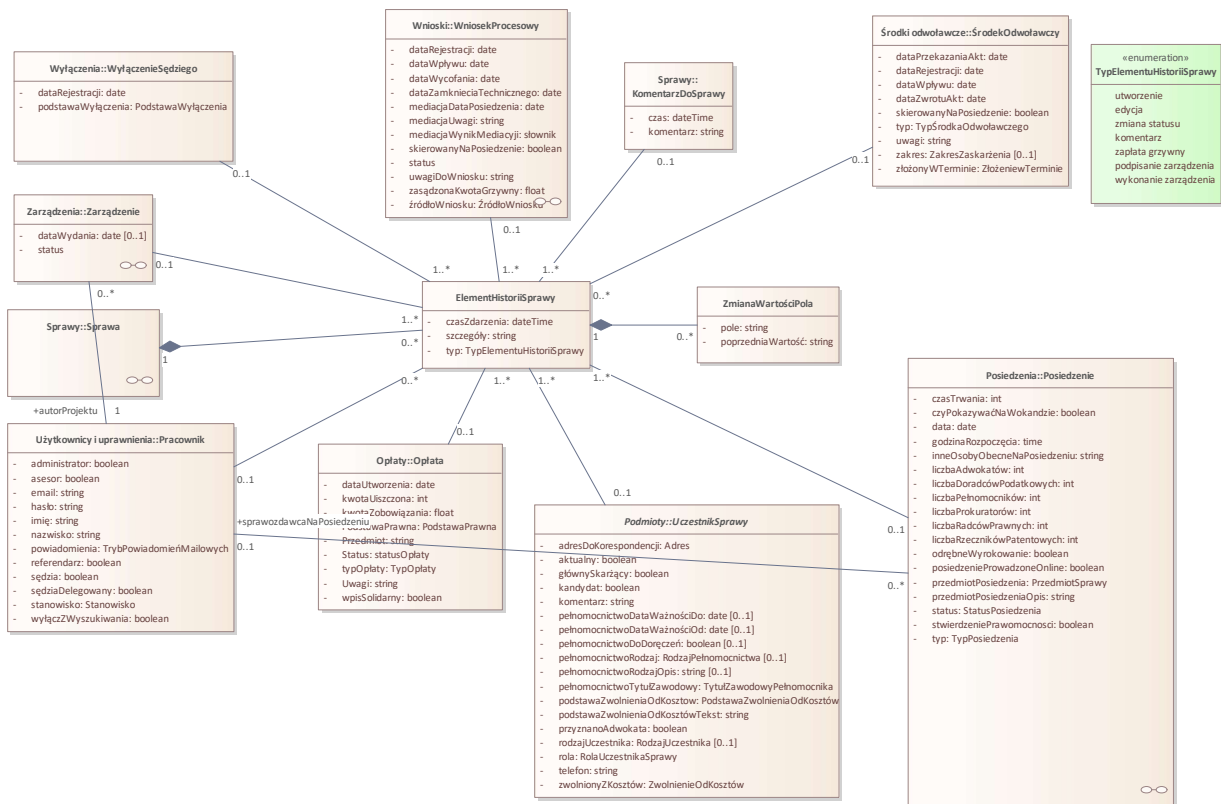 Wyłączenia::WyłączenieSędziego
- dataRejestracji: date
- podstawaWyłączenia: PodstawaWyłączenia
Wnioski::WniosekProcesowy
- dataRejestracji: date
- dataWpływu: date
- dataWycofania: date
- dataZamknieciaTechnicznego: date
- mediacjaDataPosiedzenia: date
- mediacjaUwagi: string
- mediacjaWynikMediacyji: słownik
- skierowanyNaPosiedzenie: boolean
- status
- uwagiDoWniosku: string
- zasądzonaKwotaGrzywny: float
- źródłoWniosku: ŹródłoWniosku
Sprawy::
KomentarzDoSprawy
- czas: dateTime
- komentarz: string
Środki odwoławcze::ŚrodekOdwoławczy
- dataPrzekazaniaAkt: date
- dataRejestracji: date
- dataWpływu: date
- dataZwrotuAkt: date
- skierowanyNaPosiedzenie: boolean
- typ: TypŚrodkaOdwoławczego
- uwagi: string
- zakres: ZakresZaskarżenia [0..1]
- złożonyWTerminie: ZłożeniewTerminie
«enumeration»
TypElementuHistoriiSprawy
utworzenie
edycja
zmiana statusu
komentarz
zapłata grzywny
podpisanie zarządzenia
wykonanie zarządzenia
0..1
0..1
0..1
0..1
Zarządzenia::Zarządzenie
- dataWydania: date [0..1]
- status
0..1
0..*
1..*
1..*
1..*
0..*
ElementHistoriiSprawy
- czasZdarzenia: dateTime
- szczegóły: string
- typ: TypElementuHistoriiSprawy
1..*
0..*
0..*
1..*
1..*
1..*
1
0..*
ZmianaWartościPola
- pole: string
- poprzedniaWartość: string
Sprawy::Sprawa
1
+autorProjektu 1
Użytkownicy i uprawnienia::Pracownik
- administrator: boolean
- asesor: boolean
- email: string
- hasło: string
- imię: string
- nazwisko: string
- powiadomienia: TrybPowiadomieńMailowych
- referendarz: boolean
- sędzia: boolean
- sędziaDelegowany: boolean
- stanowisko: Stanowisko
- wyłączZWyszukiwania: boolean
0..1
+sprawozdawcaNaPosiedzeniu
0..1
0..1
Opłaty::Opłata
- dataUtworzenia: date
- kwotaUiszczona: int
- kwotaZobowiązania: float
- PodstawaPrawna: PodstawaPrawna
- Przedmiot: string
- Status: statusOpłaty
- typOpłaty: TypOpłaty
- Uwagi: string
- wpisSolidarny: boolean
0..1
Podmioty::UczestnikSprawy
- adresDoKorespondencji: Adres
- aktualny: boolean
- głównySkarżący: boolean
- kandydat: boolean
- komentarz: string
- pełnomocnictwoDataWażnościDo: date [0..1]
- pełnomocnictwoDataWażnościOd: date [0..1]
- pełnomocnictwoDoDoręczeń: boolean [0..1]
- pełnomocnictwoRodzaj: RodzajPełnomocnictwa [0..1]
- pełnomocnictwoRodzajOpis: string [0..1]
- pełnomocnictwoTytułZawodowy: TytułZawodowyPełnomocnika
- podstawaZwolnieniaOdKosztow: PodstawaZwolnieniaOdKosztów
- podstawaZwolnieniaOdKosztówTekst: string
- przyznanoAdwokata: boolean
- rodzajUczestnika: RodzajUczestnika [0..1]
- rola: RolaUczestnikaSprawy
- telefon: string
- zwolnionyZKosztów: ZwolnienieOdKosztów
0..1
0..*
Posiedzenia::Posiedzenie
- czasTrwania: int
- czyPokazywaćNaWokandzie: boolean
- data: date
- godzinaRozpoczęcia: time
- inneOsobyObecneNaPosiedzeniu: string
- liczbaAdwokatów: int
- liczbaDoradcówPodatkowych: int
- liczbaPełnomocników: int
- liczbaProkuratorów: int
- liczbaRadcówPrawnych: int
- liczbaRzecznikówPatentowych: int
- odrębneWyrokowanie: boolean
- posiedzenieProwadzoneOnline: boolean
- przedmiotPosiedzenia: PrzedmiotSprawy
- przedmiotPosiedzeniaOpis: string
- status: StatusPosiedzenia
- stwierdzeniePrawomocnosci: boolean
- typ: TypPosiedzenia